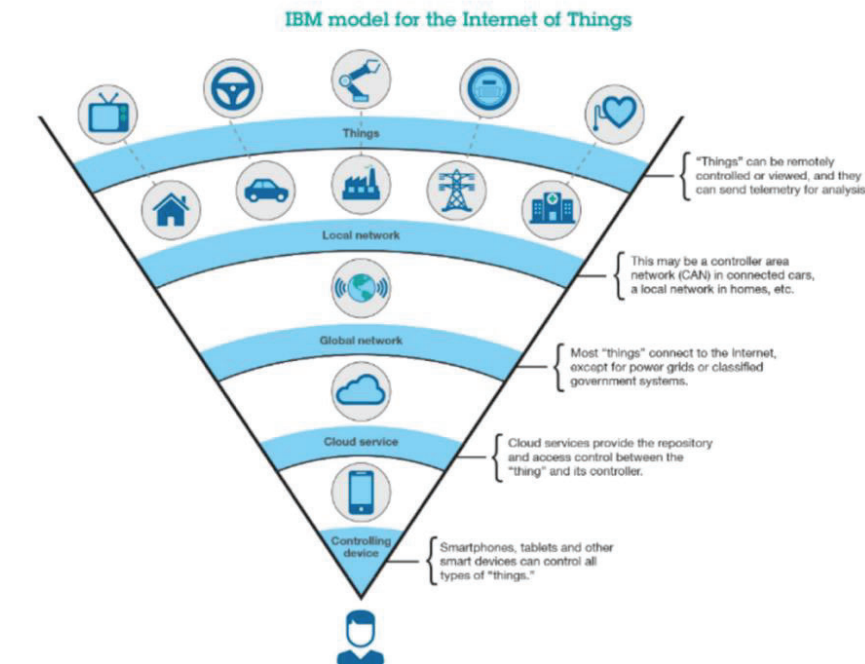 IBM model for the Internet of Things
Things
"Things" can be remotely
controlled or viewed, and they
can send telemetry for analysis
Local network
This may be a controller area
network (CAN) in connected cars,
a local network in homes, etc.
Global network
Most "things" connect to the Internet,
except for power grids or classified
government systems.
Cloud service
Cloud services provide the repository
and access control between the
"thing" and its controller.
Controlling
device
Smartphones, tablets and other
smart devices can control all
types of "things."